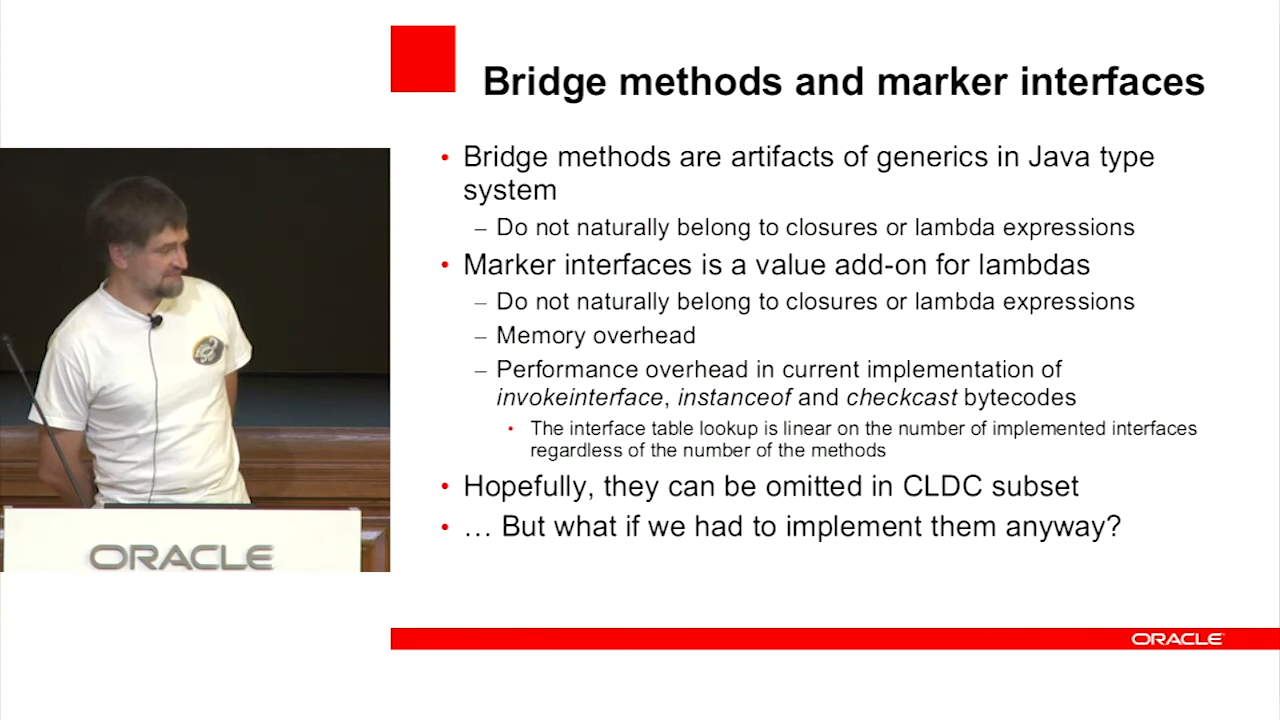 Bridge methods and marker interfaces
• Bridge methods are artifacts of generics in Java type
system
– Do not naturally belong to closures or lambda expressions
• Marker interfaces is a value add-on for lambdas
– Do not naturally belong to closures or lambda expressions
– Memory overhead
– Performance overhead in current implementation of
invokeinterface, instanceof and checkcast bytecodes
• The interface table lookup is linear on the number of implemented interfaces
regardless of the number of the methods
• Hopefully, they can be omitted in CLDC subset
• … But what if we had to implement them anyway?
ORACLE
ORACLE